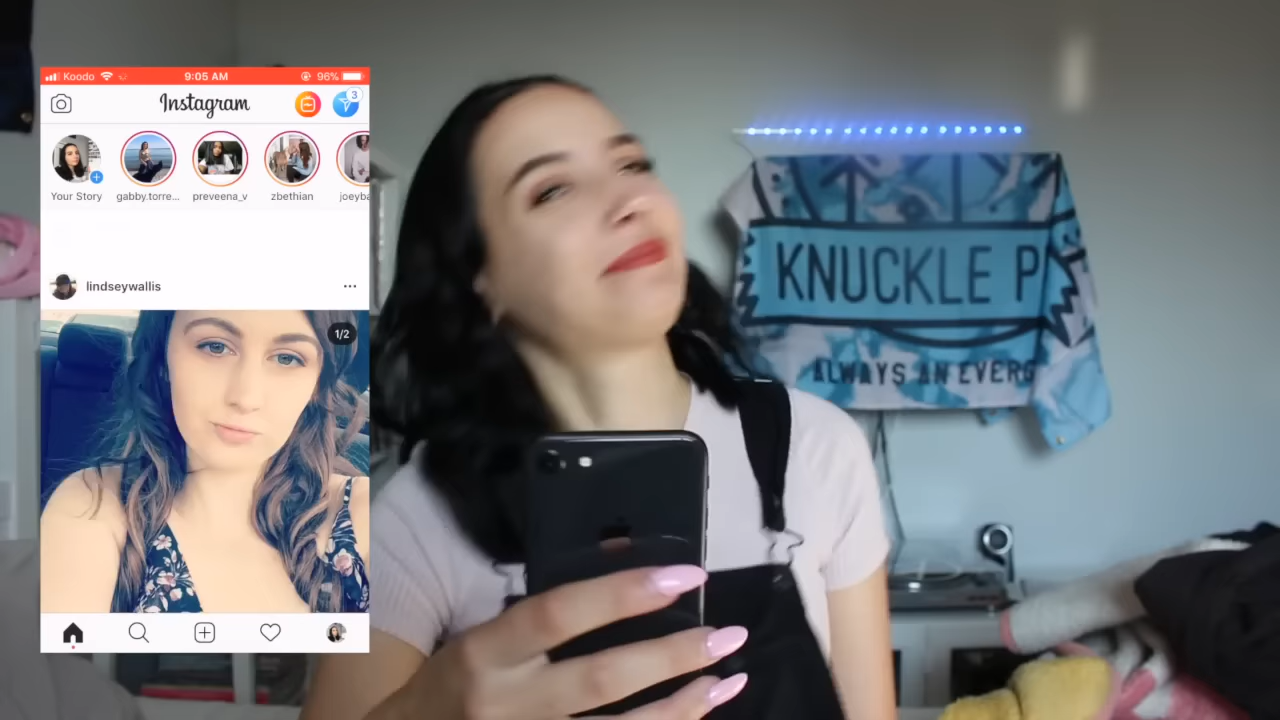 Koodo 9:05 AM 96%
Instagram
3
Your Story gabby.torre... preveena_v zbethian joeyba
lindseywallis
1/2
KNUCKLE P
ALWAYS AN EVERG